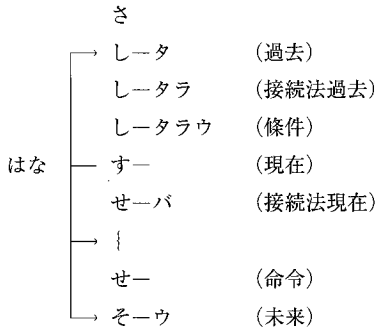 さ
しータ (過去)
しータラ (接続法過去)
しータラウ (條件)
はな すー (現在)
せーバ (接続法現在)
せー (命令)
そーウ (未来)